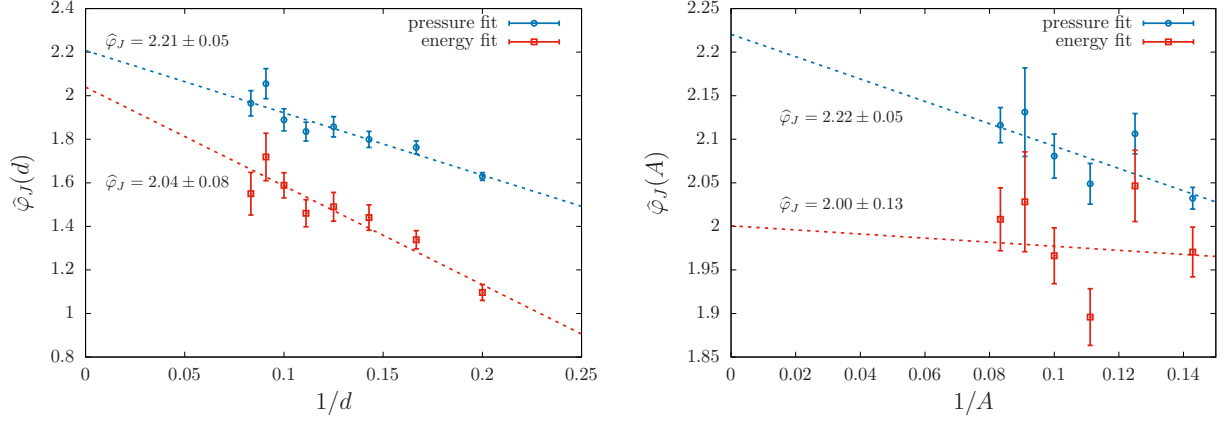 2.4
2.2
2
1.8
1.6
1.4
1.2
1
0.8
0
0.05
0.1
0.15
0.2
0.25
φ̂_J(d)
1/d
pressure fit
energy fit
φ̂_J = 2.21 ± 0.05
φ̂_J = 2.04 ± 0.08
2.25
2.2
2.15
2.1
2.05
2
1.95
1.9
1.85
0
0.02
0.04
0.06
0.08
0.1
0.12
0.14
φ̂_J(A)
1/A
pressure fit
energy fit
φ̂_J = 2.22 ± 0.05
φ̂_J = 2.00 ± 0.13